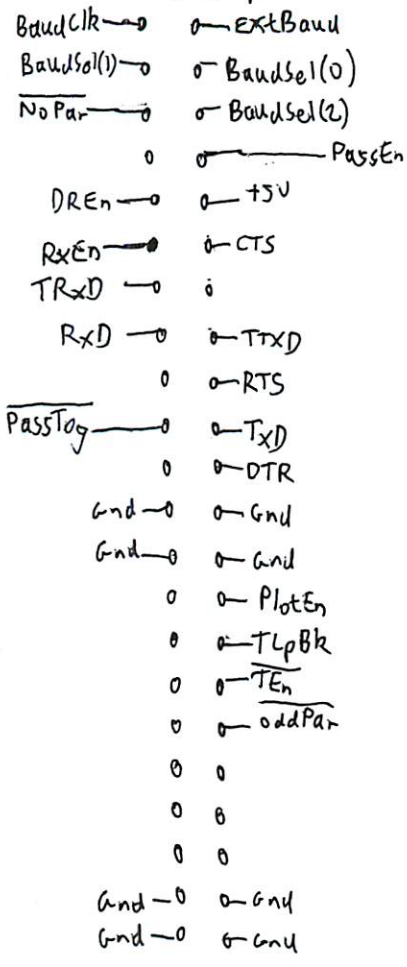 BaudClk ExtBaud
BaudSel(1) BaudSel(0)
NoPar BaudSel(2)
PassEn
DREn +5V
RxEn CTS
TRxD
RxD TTXD
RTS
PassTog TxD
DTR
Gnd Gnd
Gnd Gnd
PlotEn
TLpBk
TEn
oddPar
Gnd Gnd
Gnd Gnd